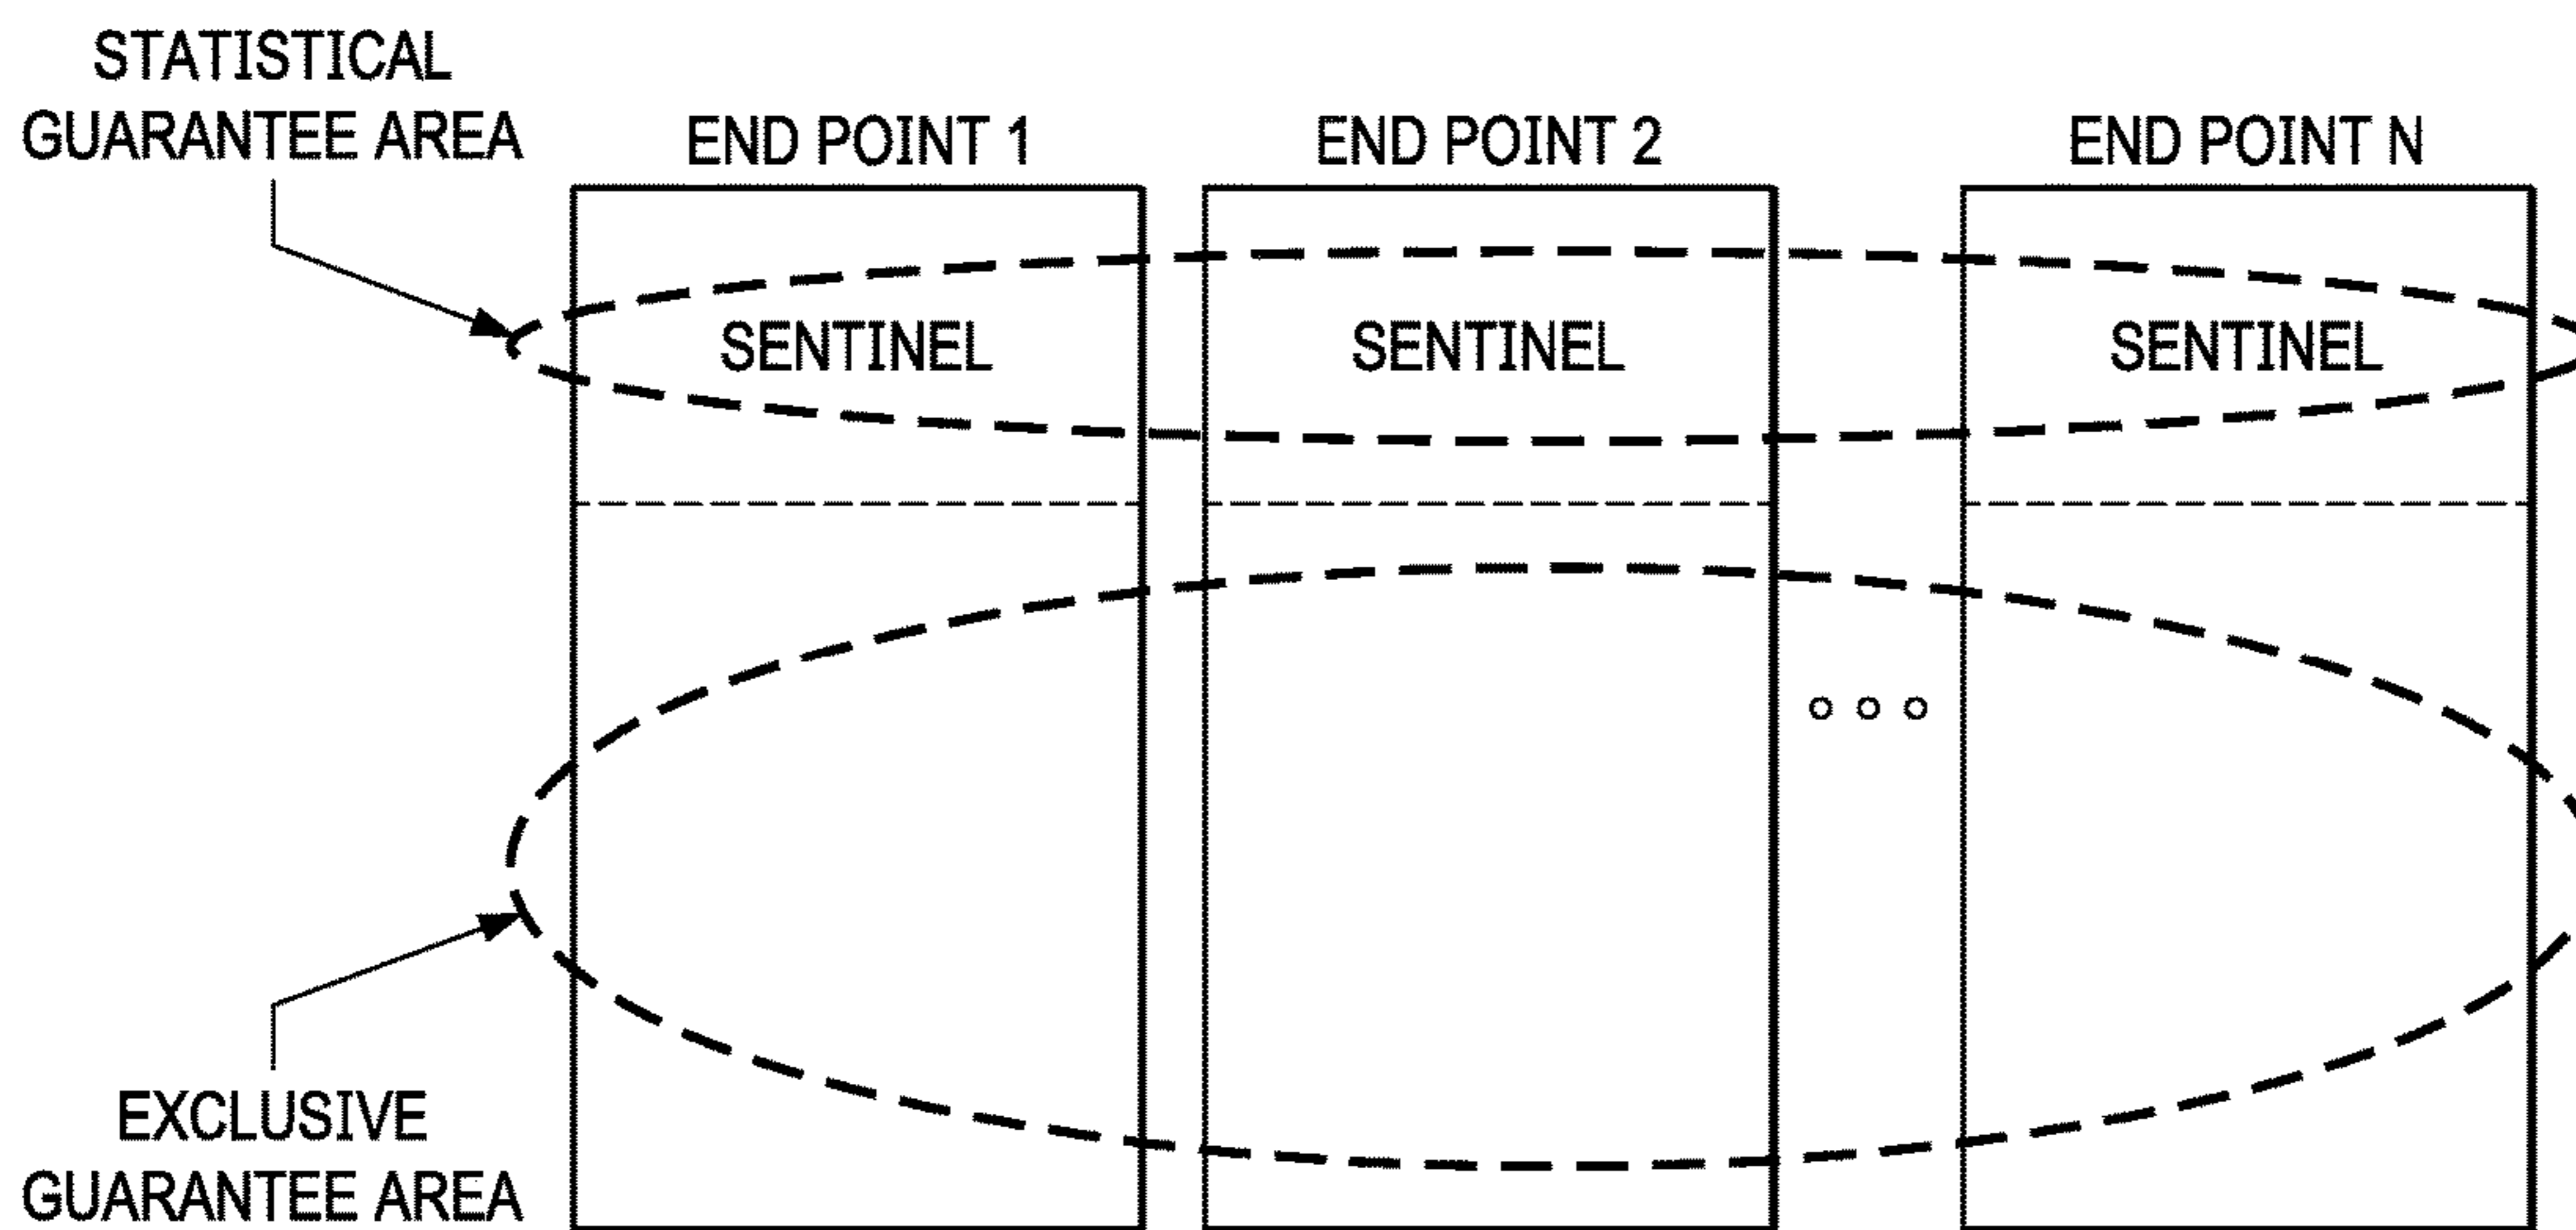 STATISTICAL
GUARANTEE AREA
END POINT 1
END POINT 2
END POINT N
SENTINEL
SENTINEL
SENTINEL
EXCLUSIVE
GUARANTEE AREA